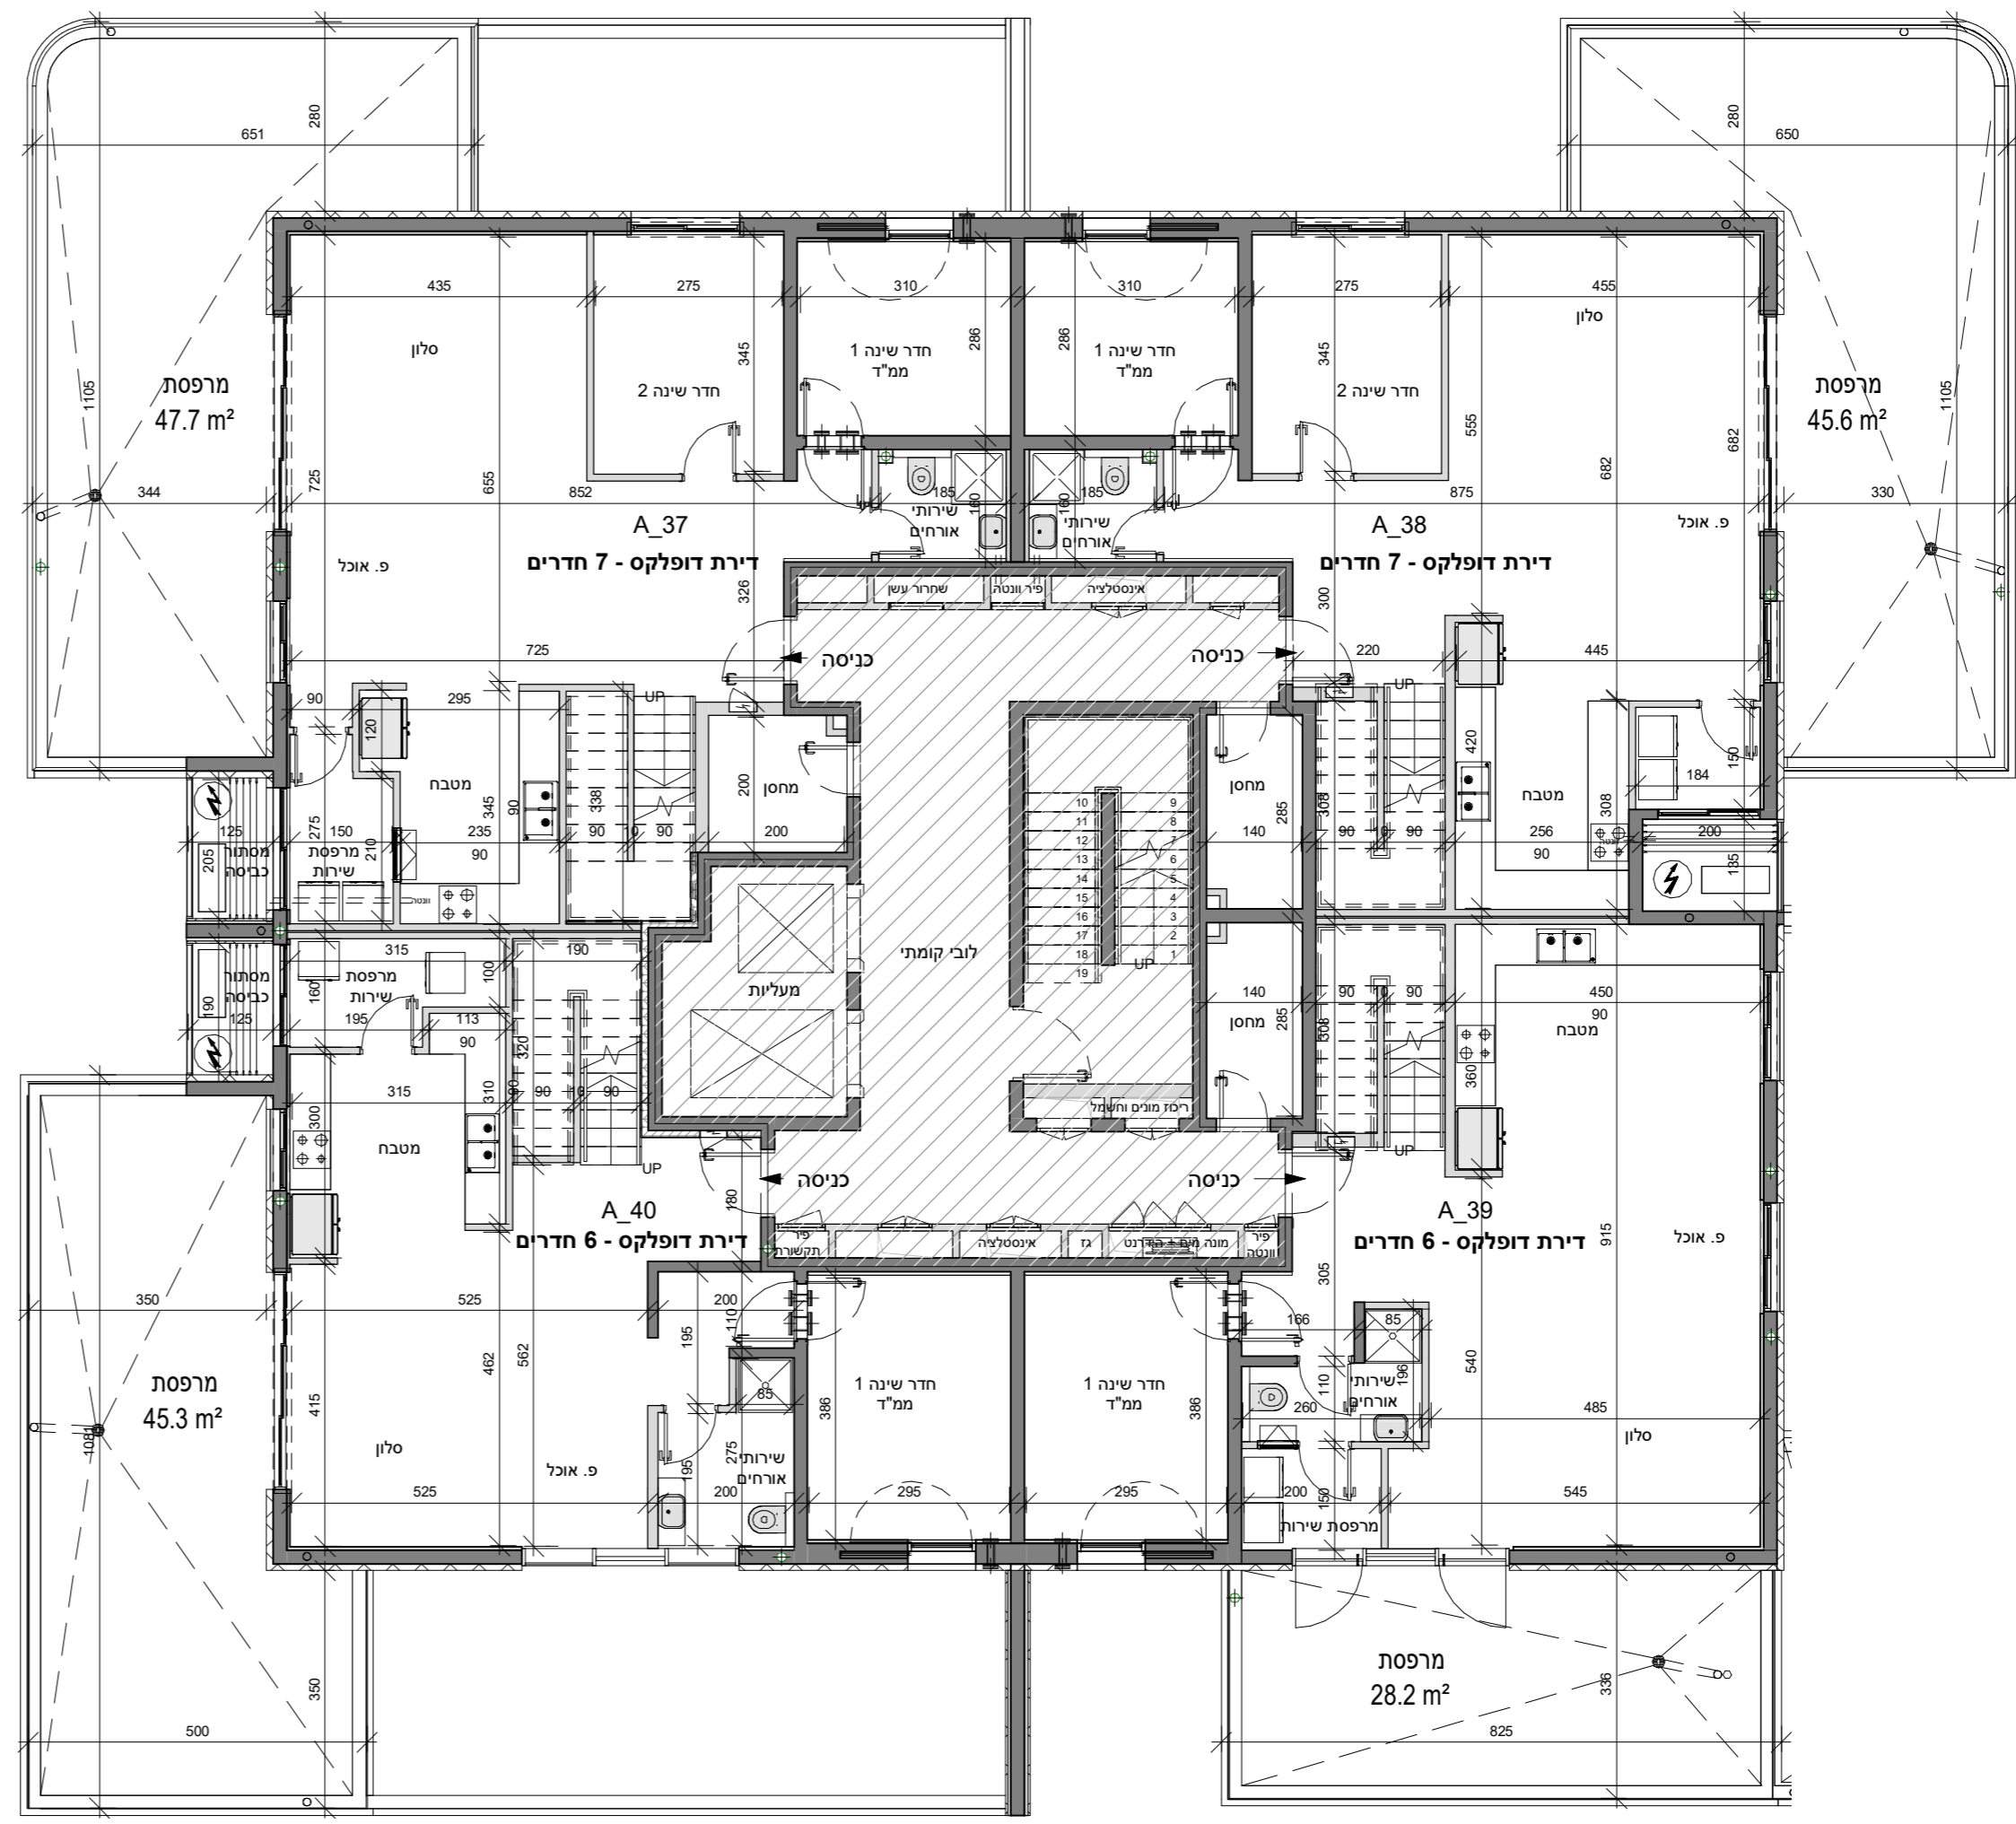 280
280
651
650
435
275
310
310
275
455
סלון
סלון
מרפסת
47.7 m²
מרפסת
45.6 m²
1105
1105
חדר שינה 1
ממ"ד
חדר שינה 1
ממ"ד
286
286
345
345
חדר שינה 2
חדר שינה 2
555
682
682
725
655
344
852
185
185
875
330
160
160
שירותי
אורחים
שירותי
אורחים
A_37
דירת דופלקס - 7 חדרים
A_38
דירת דופלקס - 7 חדרים
פ. אוכל
פ. אוכל
326
300
שחרור עשן
פיר וונטה
אינסטלציה
725
כניסה
כניסה
220
445
UP
UP
90
295
120
מטבח
345
90
338
200
מחסן
מחסן
285
308
420
מטבח
308
150
184
125
275
150
210
235
90
90
10
90
200
140
90
10
90
256
90
200
135
205
מסתור
כביסה
מרפסת
שירות
וונטה
וונטה
10
11
12
13
14
15
16
17
18
19
9
8
7
6
5
4
3
2
1
UP
לובי קומתי
מעליות
315
190
100
מסתור
כביסה
190
125
160
מרפסת
שירות
195
113
90
320
310
90
315
90
10
90
300
מטבח
140
מחסן
285
308
90
10
90
450
90
מטבח
360
ריכוז מונים וחשמל
UP
UP
כניסה
כניסה
180
A_40
דירת דופלקס - 6 חדרים
A_39
דירת דופלקס - 6 חדרים
915
פ. אוכל
פיר
תקשורת
אינסטלציה
גז
מונה מים + הידרנט
פיר
וונטה
305
350
525
200
110
195
166
85
462
562
540
196
מרפסת
45.3 m²
1081
415
85
חדר שינה 1
ממ"ד
חדר שינה 1
ממ"ד
386
386
110
שירותי
אורחים
260
485
סלון
סלון
פ. אוכל
275
195
שירותי
אורחים
525
200
295
295
200
150
545
מרפסת שירות
350
500
מרפסת
28.2 m²
336
825